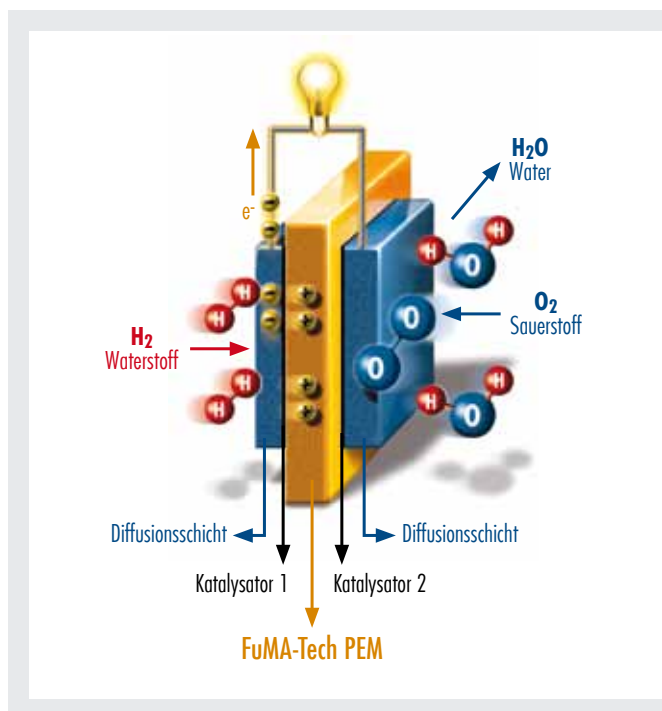 e-
H2O
Water
H
H
O
H
H
O2
Sauerstoff
O
O
H2
Waterstoff
H
H
H
H
O
Diffusionsschicht
Diffusionsschicht
Katalysator 1
Katalysator 2
FuMA-Tech PEM